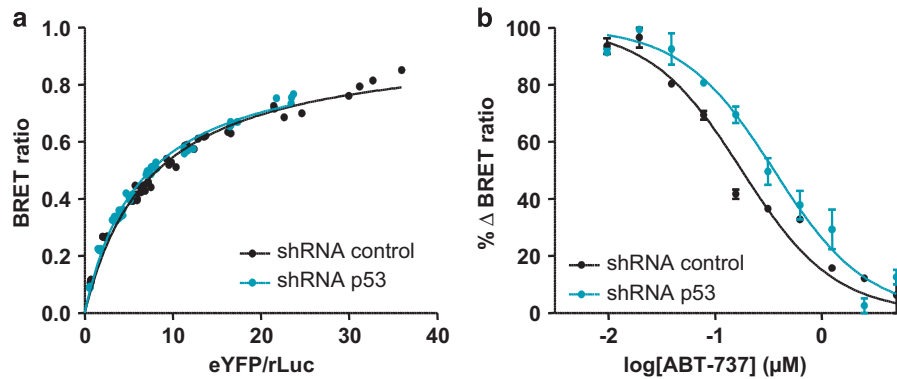 a
BRET ratio
1.0
0.8
0.6
0.4
0.2
0.0
0
10
20
30
40
eYFP/rLuc
shRNA control
shRNA p53
b
% Δ BRET ratio
100
80
60
40
20
0
-2
-1
0
log[ABT-737] (μM)
shRNA control
shRNA p53